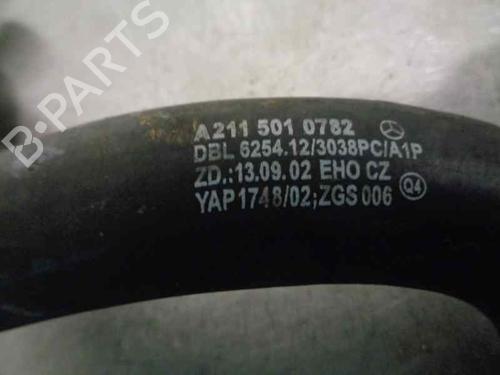 A 211 501 0782
DBL 6254.12/3038PC/A1P
ZD.:13.09.02 EHO CZ
YAP 1748/02;ZGS 006 Q4
B-PARTS